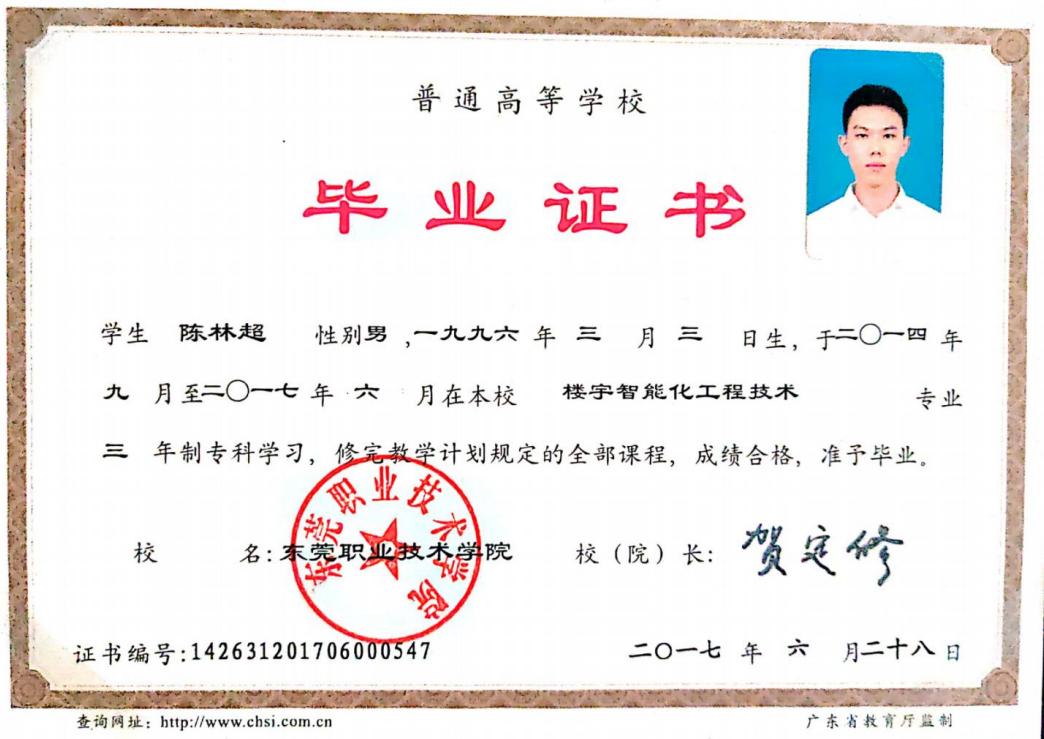 普通高等学校
毕业证书
学生 陈林超 性别男,一九九六年 三 月 三 日生，于二〇一四年
九 月至二〇一七年 六 月在本校 楼宇智能化工程技术 专业
三 年制专科学习，修完教学计划规定的全部课程，成绩合格，准予毕业。
校 名:东莞职业技术学院 校（院）长: 贺定修
东莞职业技术学院
证书编号:142631201706000547 二〇一七 年 六 月二十八日
查询网址：http://www.chsi.com.cn 广东省教育厅监制